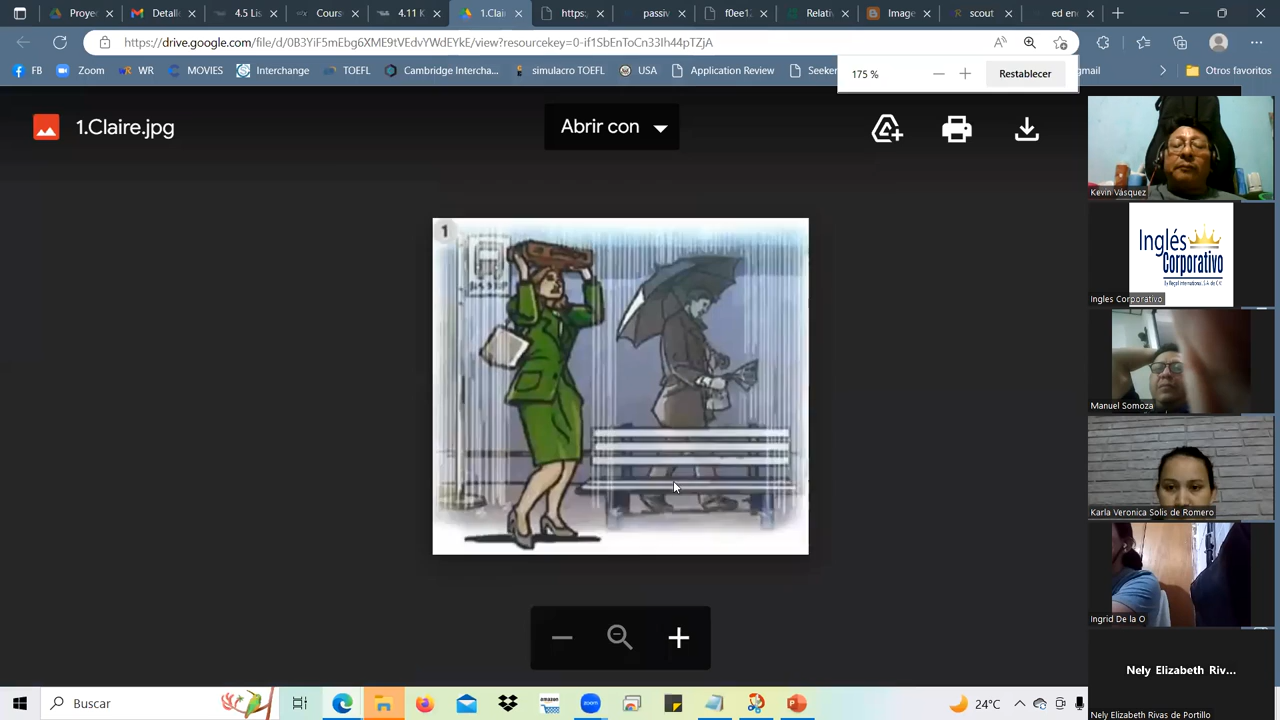 Proye
Detalle
4.5 Lis
Cours
4.11 K
1.Clai
https:
passiv
f0ee12
Relati
Image
scout
ed en
https://drive.google.com/file/d/0B3YiF5mEbg6XME9tVEdvYWdEYkE/view?resourcekey=0-if1SbEnToCn33Ih44pTZjA
FB
Zoom
WR
MOVIES
Interchange
TOEFL
Cambridge Intercha...
simulacro TOEFL
USA
Application Review
Seeker
gmail
Otros favoritos
175 %
Restablecer
1.Claire.jpg
Abrir con
1
Kevin Vásquez
Inglés
Corporativo
Ingles Corporativo
Manuel Somoza
Karla Veronica Solis de Romero
Ingrid De la O
Nely Elizabeth Riv...
Nely Elizabeth Rivas de Portillo
Buscar
24°C